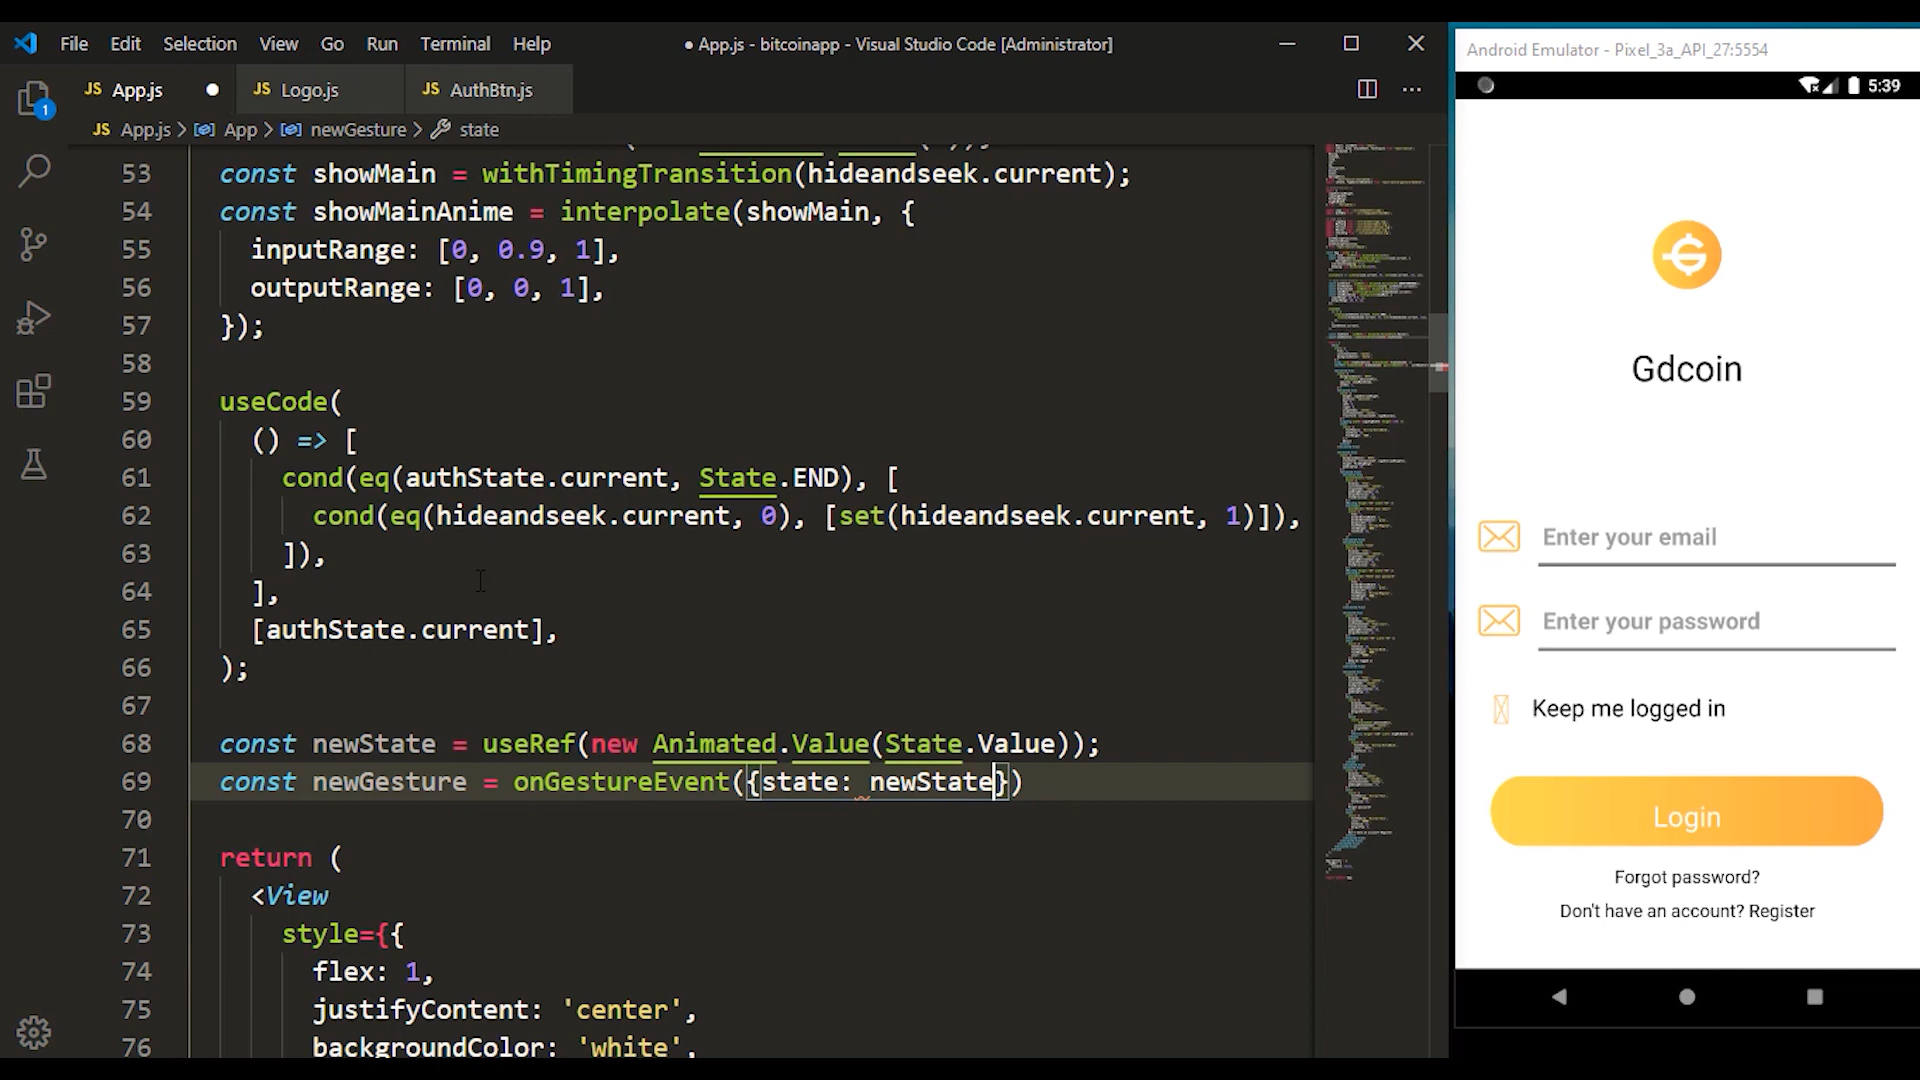 File Edit Selection View Go Run Terminal Help
● App.js - bitcoinapp - Visual Studio Code [Administrator]
JS App.js ● JS Logo.js JS AuthBtn.js
1
JS App.js > App > newGesture > state
53 const showMain = withTimingTransition(hideandseek.current);
54 const showMainAnime = interpolate(showMain, {
55 inputRange: [0, 0.9, 1],
56 outputRange: [0, 0, 1],
57 });
58
59 useCode(
60 () => [
61 cond(eq(authState.current, State.END), [
62 cond(eq(hideandseek.current, 0), [set(hideandseek.current, 1)]),
63 ]),
64 ],
65 [authState.current],
66 );
67
68 const newState = useRef(new Animated.Value(State.Value));
69 const newGesture = onGestureEvent({state: newState})
70
71 return (
72 <View
73 style={{
74 flex: 1,
75 justifyContent: 'center',
76 backgroundColor: 'white',
Android Emulator - Pixel_3a_API_27:5554
5:39
Gdcoin
Enter your email
Enter your password
Keep me logged in
Login
Forgot password?
Don't have an account? Register